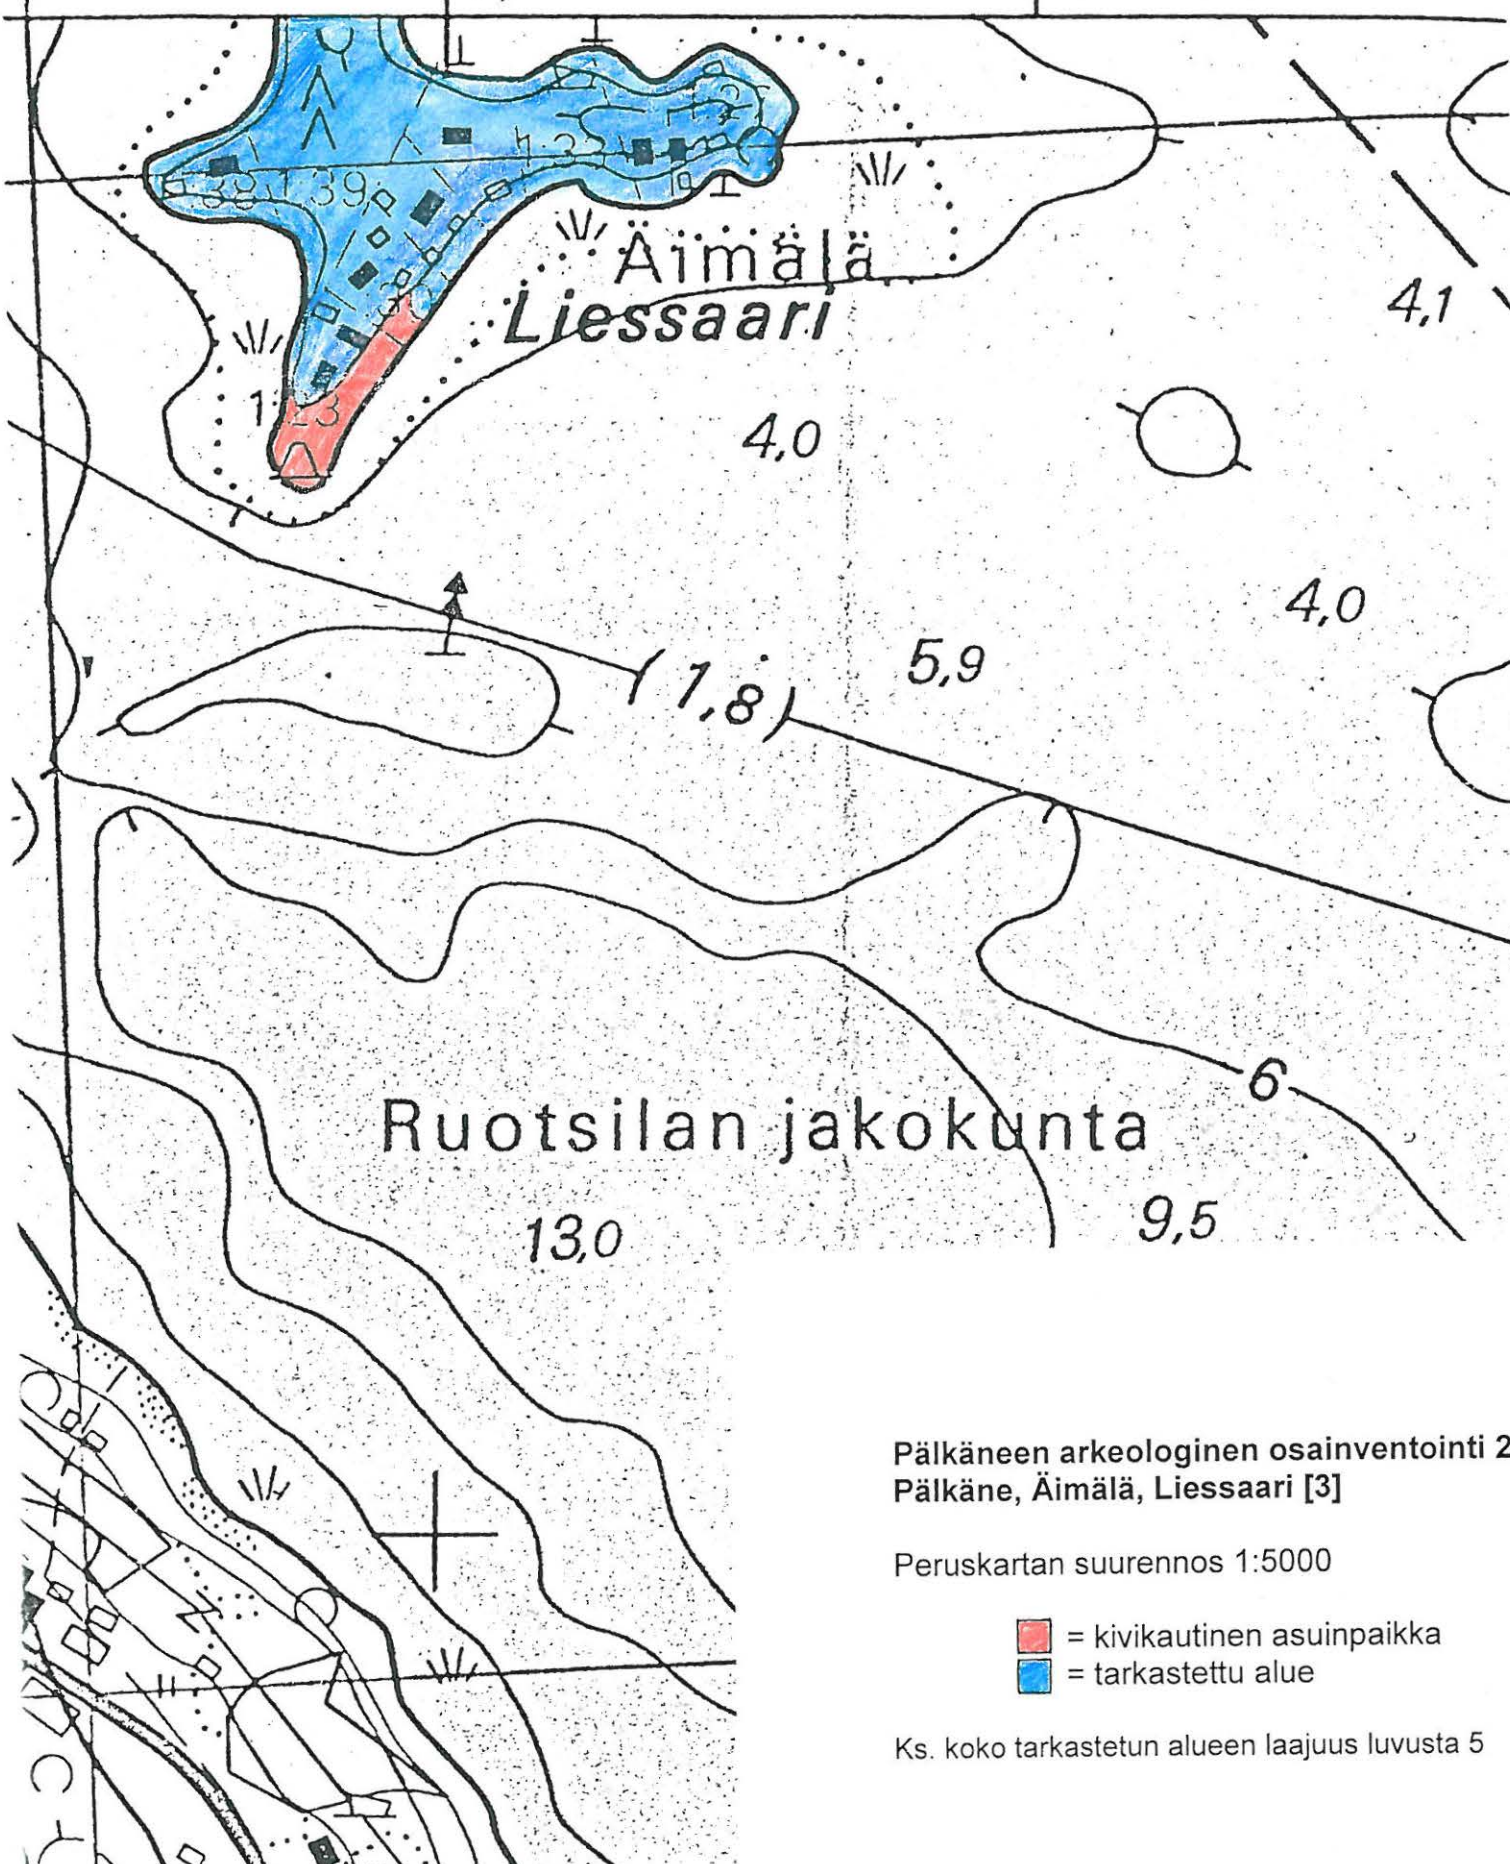 Äimälä
Liessaari
4,1
4,0
4,0
5,9
(1,8)
6
Ruotsilan jakokunta
13,0
9,5
Pälkäneen arkeologinen osainventointi 2
Pälkäne, Äimälä, Liessaari [3]
Peruskartan suurennos 1:5000
= kivikautinen asuinpaikka
= tarkastettu alue
Ks. koko tarkastetun alueen laajuus luvusta 5